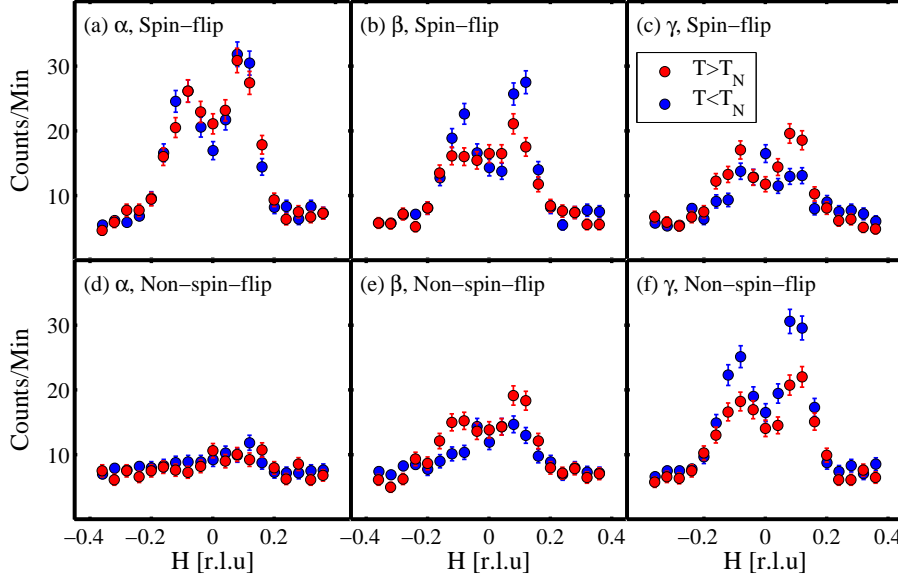 (a) α, Spin−flip
(b) β, Spin−flip
(c) γ, Spin−flip
T>T_N
T<T_N
Counts/Min
30
20
10
(d) α, Non−spin−flip
(e) β, Non−spin−flip
(f) γ, Non−spin−flip
Counts/Min
30
20
10
−0.4 −0.2 0 0.2 −0.4 −0.2 0 0.2 −0.4 −0.2 0 0.2 0.4
H [r.l.u] H [r.l.u] H [r.l.u]